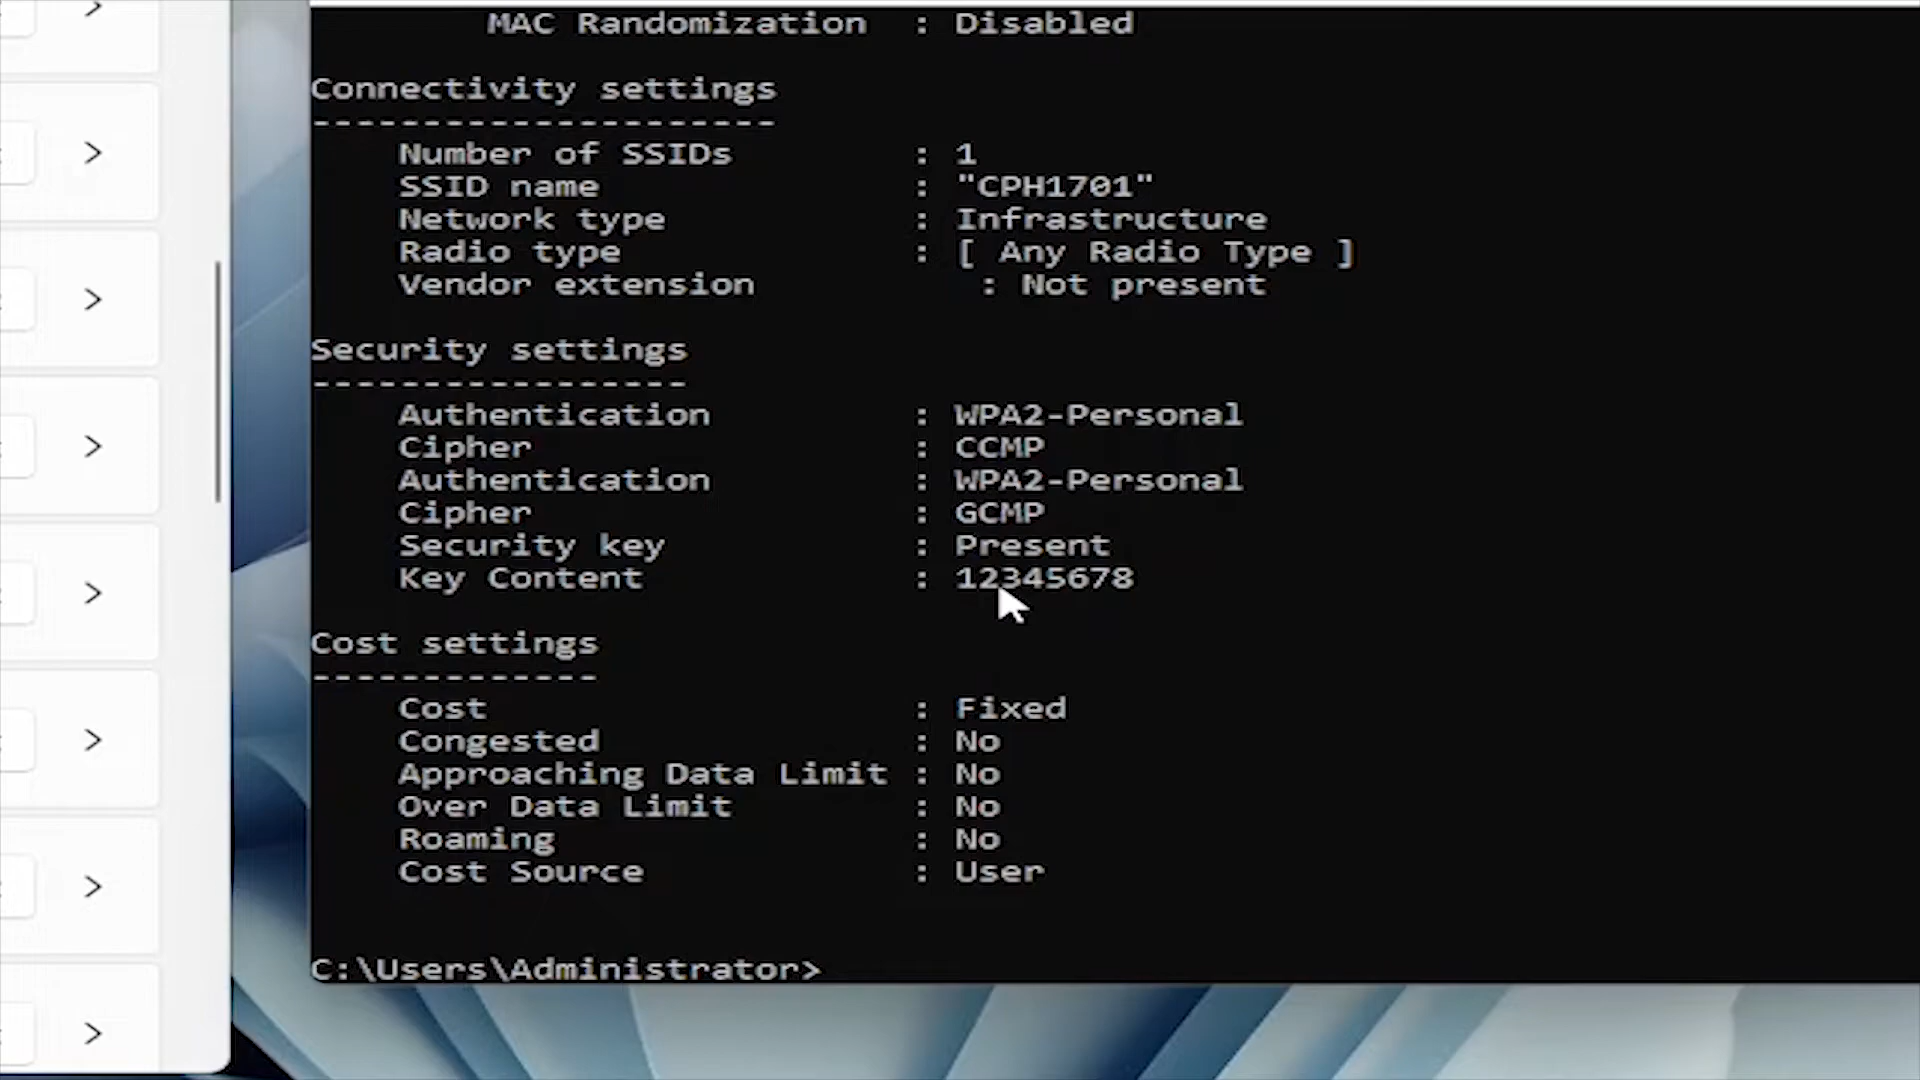 MAC Randomization : Disabled
Connectivity settings
---------------------
Number of SSIDs : 1
SSID name : "CPH1701"
Network type : Infrastructure
Radio type : [ Any Radio Type ]
Vendor extension : Not present
Security settings
-----------------
Authentication : WPA2-Personal
Cipher : CCMP
Authentication : WPA2-Personal
Cipher : GCMP
Security key : Present
Key Content : 12345678
Cost settings
-------------
Cost : Fixed
Congested : No
Approaching Data Limit : No
Over Data Limit : No
Roaming : No
Cost Source : User
C:\Users\Administrator>